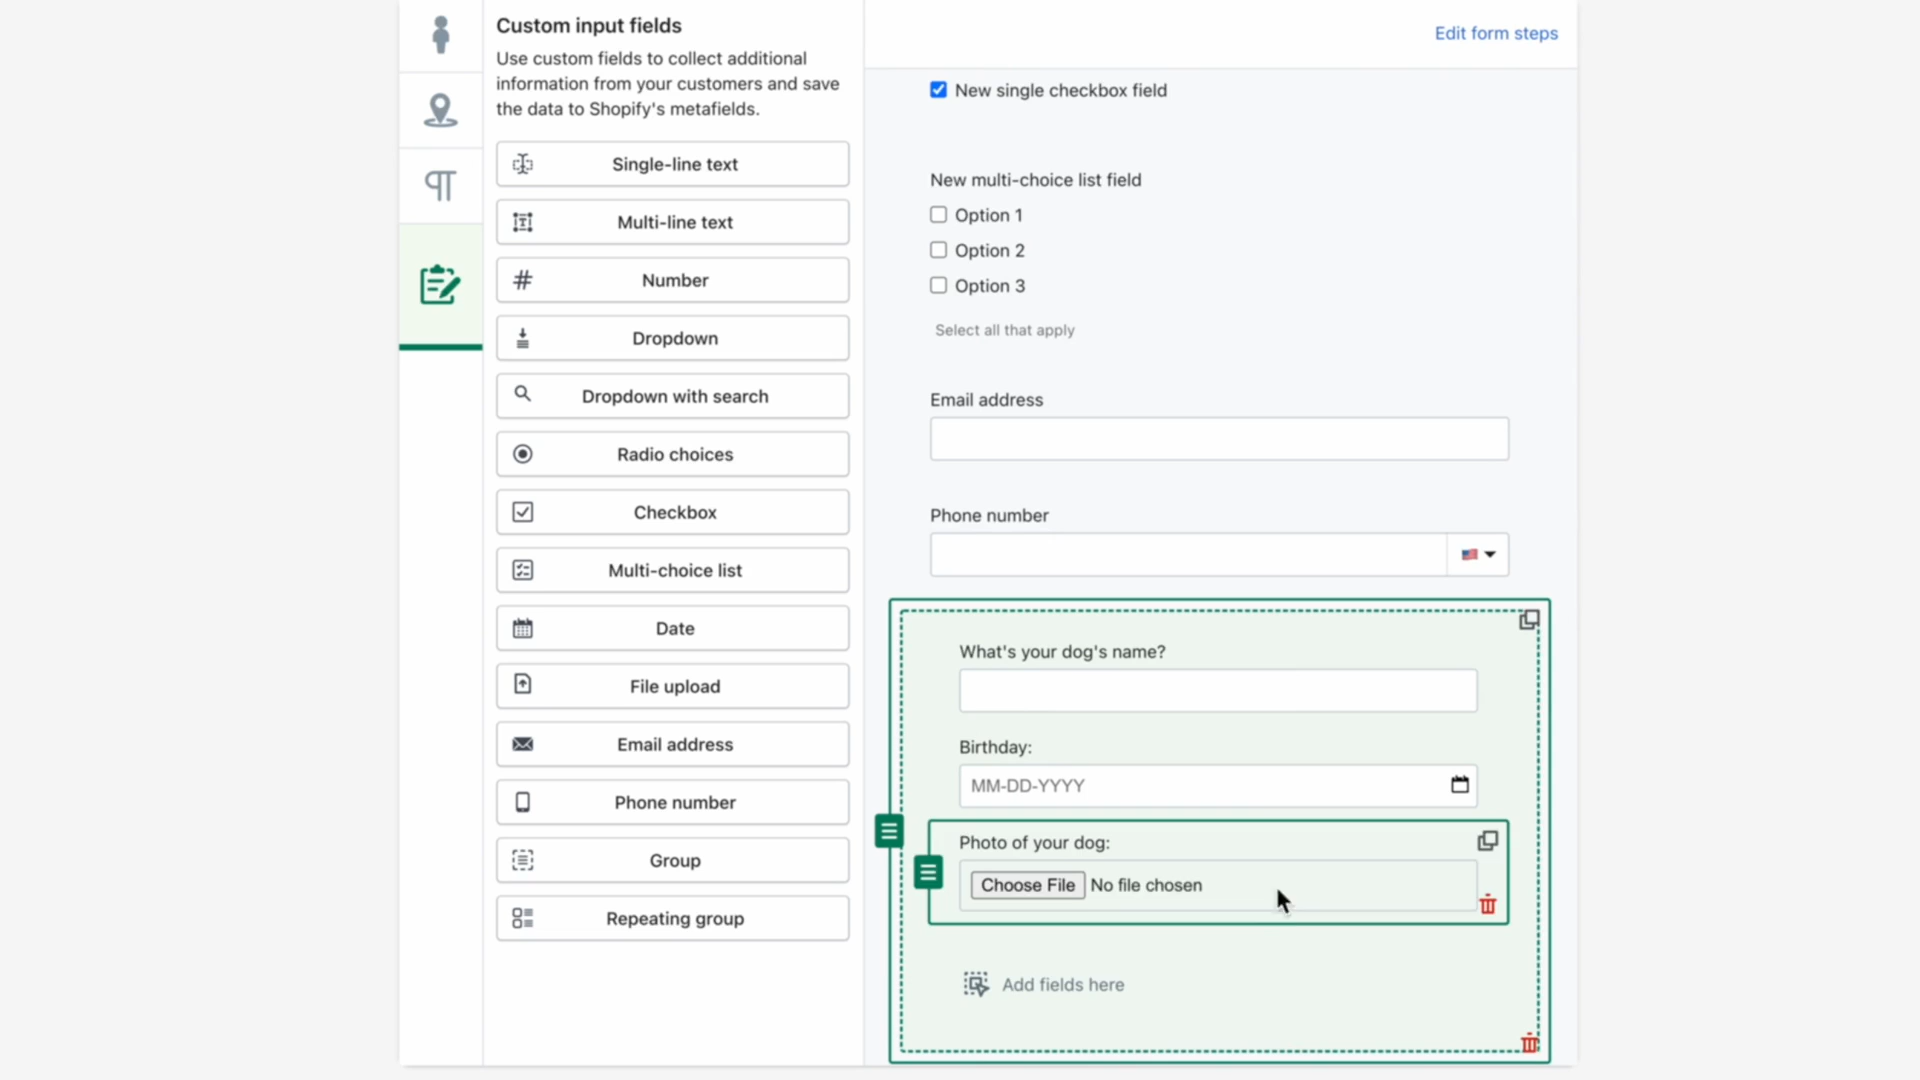 Custom input fields
Use custom fields to collect additional
information from your customers and save
the data to Shopify's metafields.
Single-line text
Multi-line text
Number
Dropdown
Dropdown with search
Radio choices
Checkbox
Multi-choice list
Date
File upload
Email address
Phone number
Group
Repeating group
Edit form steps
New single checkbox field
New multi-choice list field
Option 1
Option 2
Option 3
Select all that apply
Email address
Phone number
What's your dog's name?
Birthday:
MM-DD-YYYY
Photo of your dog:
Choose File No file chosen
Add fields here